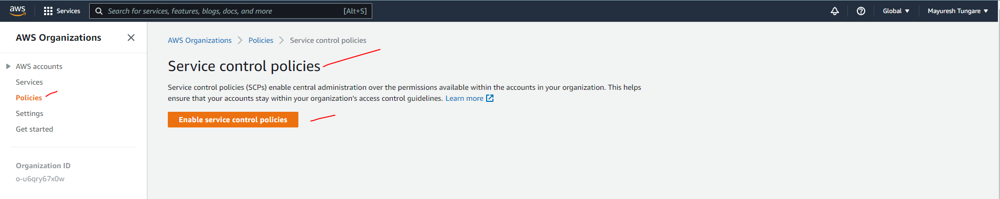 aws
Services
Search for services, features, blogs, docs, and more
[Alt+S]
Global
Mayuresh Tungare
AWS Organizations
AWS accounts
Services
Policies
Settings
Get started
Organization ID
o-u6qry67x0w
AWS Organizations
Policies
Service control policies
Service control policies
Service control policies (SCPs) enable central administration over the permissions available within the accounts in your organization. This helps
ensure that your accounts stay within your organization's access control guidelines. Learn more
Enable service control policies